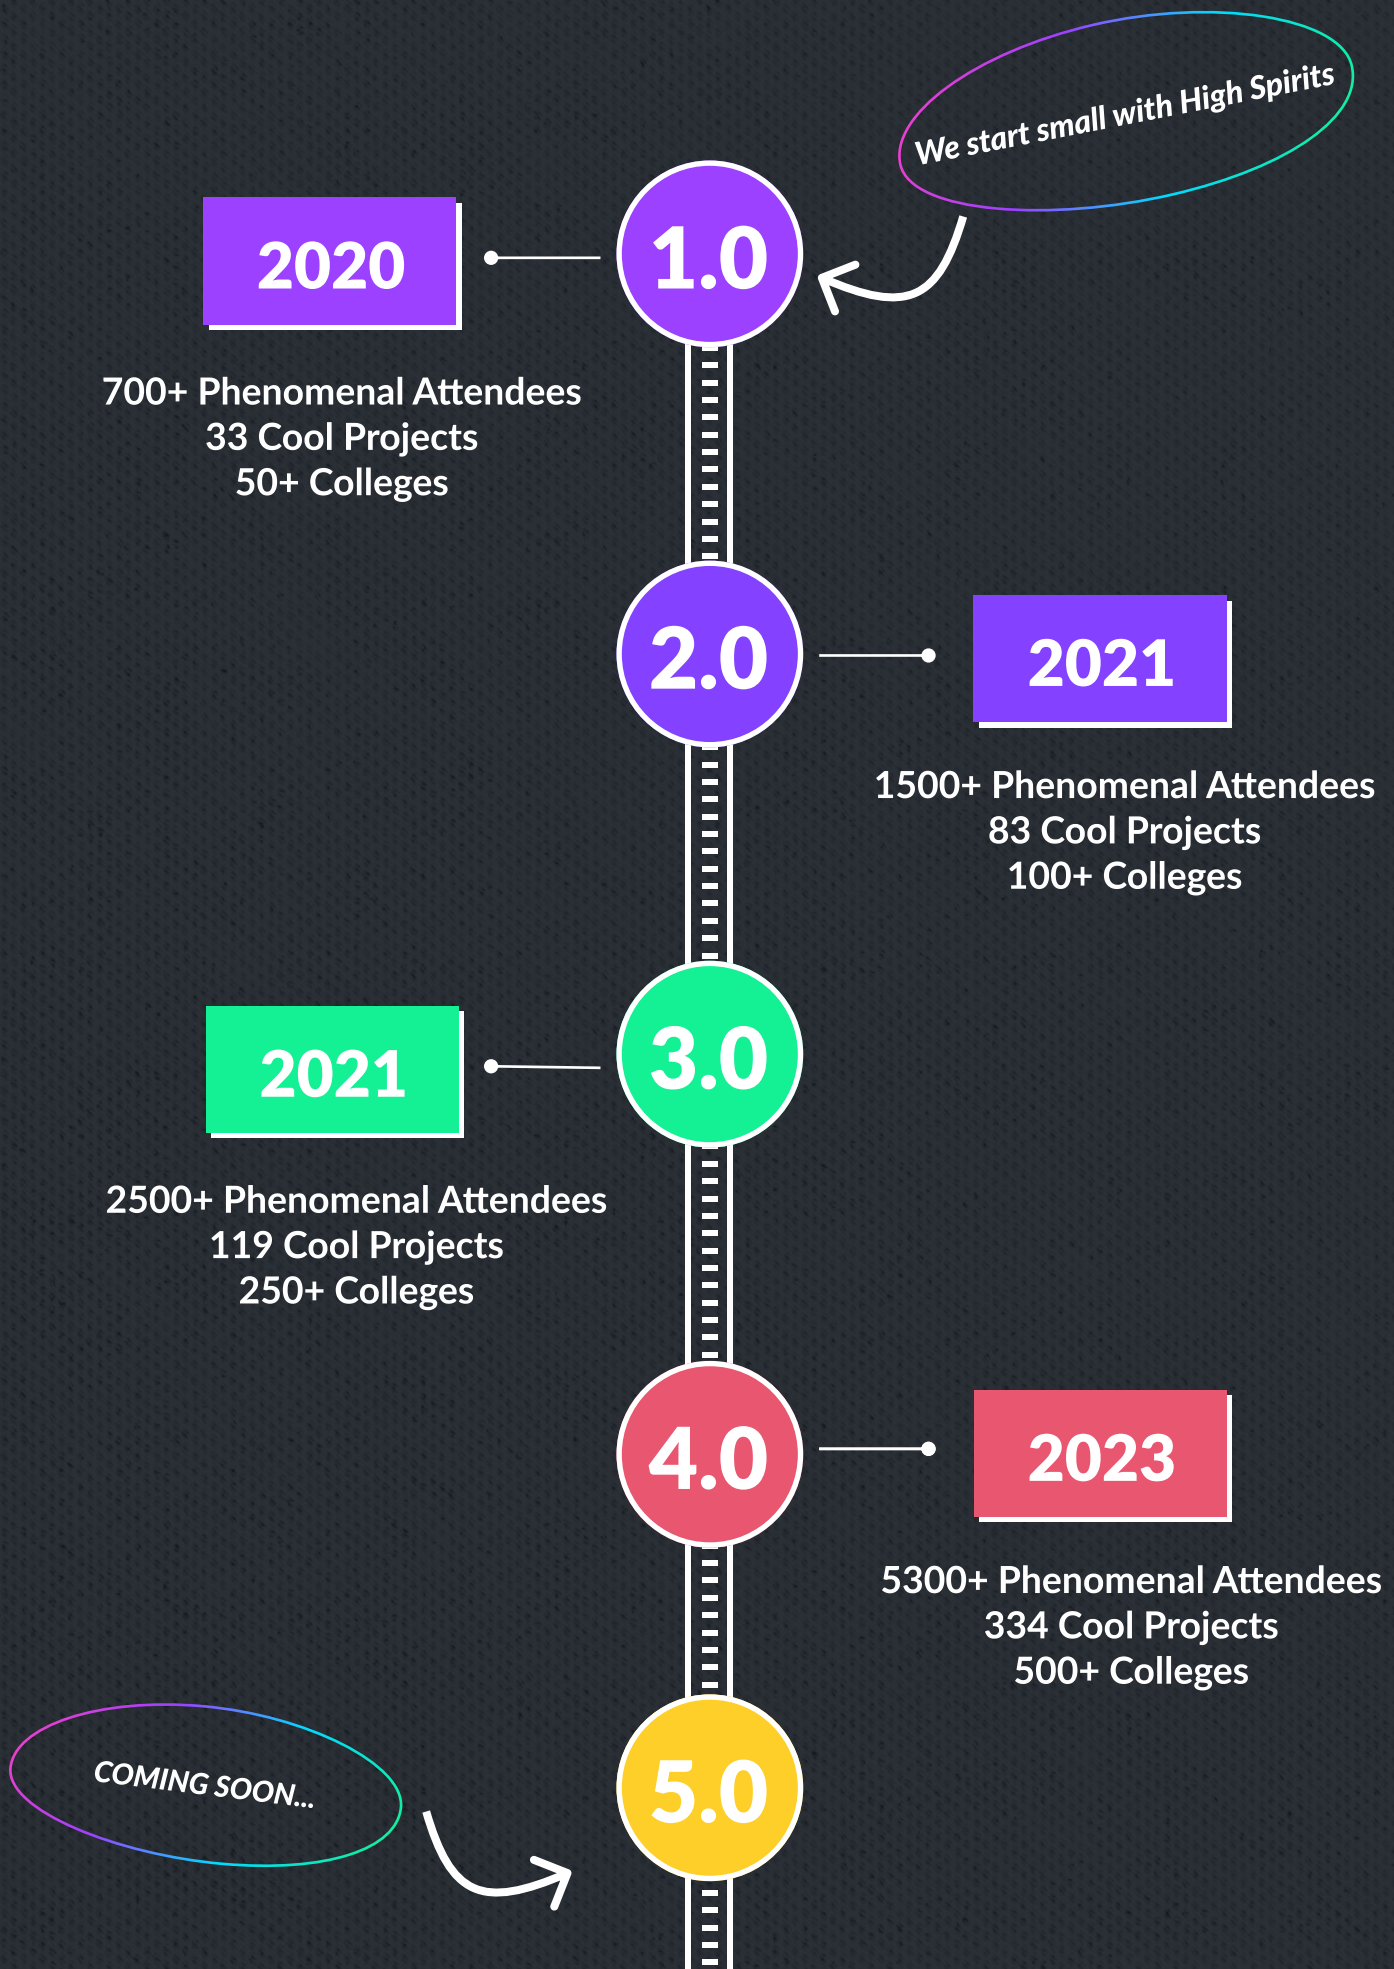 We start small with High Spirits
1.0
2020
700+ Phenomenal Attendees
33 Cool Projects
50+ Colleges
2.0
2021
1500+ Phenomenal Attendees
83 Cool Projects
100+ Colleges
3.0
2021
2500+ Phenomenal Attendees
119 Cool Projects
250+ Colleges
4.0
2023
5300+ Phenomenal Attendees
334 Cool Projects
500+ Colleges
COMING SOON...
5.0